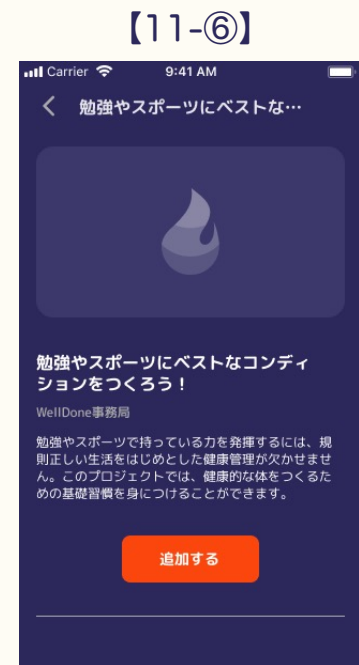 【11-⑥】
Carrier 9:41 AM
勉強やスポーツにベストな…
勉強やスポーツにベストなコンディ
ションをつくろう！
WellDone事務局
勉強やスポーツで持っている力を発揮するには、規
則正しい生活をはじめとした健康管理が欠かせませ
ん。このプロジェクトでは、健康的な体をつくるた
めの基礎習慣を身につけることができます。
追加する